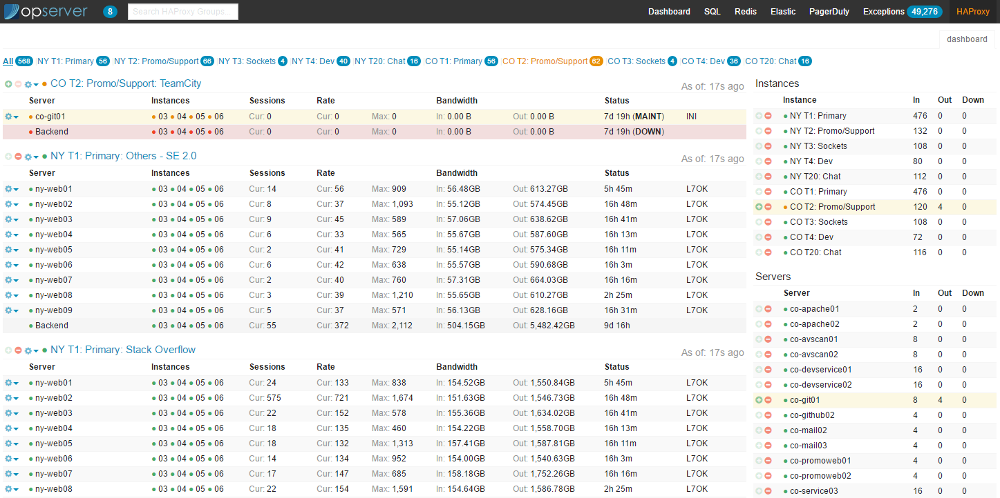 opserver 8 Search HAProxy Groups... Dashboard SQL Redis Elastic PagerDuty Exceptions 49,276 HAProxy
dashboard
All 568 NY T1: Primary 56 NY T2: Promo/Support 66 NY T3: Sockets 4 NY T4: Dev 40 NY T20: Chat 16 CO T1: Primary 56 CO T2: Promo/Support 62 CO T3: Sockets 4 CO T4: Dev 36 CO T20: Chat 16
CO T2: Promo/Support: TeamCity As of: 17s ago
Server Instances Sessions Rate Bandwidth Status
co-git01 03 04 05 06 Cur: 0 Cur: 0 Max: 0 In: 0.00 B Out: 0.00 B 7d 19h (MAINT) INI
Backend 03 04 05 06 Cur: 0 Cur: 0 Max: 0 In: 0.00 B Out: 0.00 B 7d 19h (DOWN)
NY T1: Primary: Others - SE 2.0 As of: 17s ago
Server Instances Sessions Rate Bandwidth Status
ny-web01 03 04 05 06 Cur: 14 Cur: 56 Max: 909 In: 56.48GB Out: 613.27GB 5h 45m L7OK
ny-web02 03 04 05 06 Cur: 8 Cur: 37 Max: 1,093 In: 55.12GB Out: 574.45GB 16h 48m L7OK
ny-web03 03 04 05 06 Cur: 9 Cur: 45 Max: 589 In: 57.06GB Out: 638.62GB 16h 41m L7OK
ny-web04 03 04 05 06 Cur: 6 Cur: 33 Max: 565 In: 55.67GB Out: 587.60GB 16h 13m L7OK
ny-web05 03 04 05 06 Cur: 2 Cur: 41 Max: 729 In: 55.14GB Out: 575.34GB 16h 11m L7OK
ny-web06 03 04 05 06 Cur: 6 Cur: 42 Max: 638 In: 55.57GB Out: 590.68GB 16h 3m L7OK
ny-web07 03 04 05 06 Cur: 2 Cur: 40 Max: 760 In: 57.31GB Out: 664.03GB 16h 16m L7OK
ny-web08 03 04 05 06 Cur: 3 Cur: 39 Max: 1,210 In: 55.65GB Out: 610.27GB 2h 25m L7OK
ny-web09 03 04 05 06 Cur: 5 Cur: 37 Max: 571 In: 56.13GB Out: 628.16GB 16h 31m L7OK
Backend 03 04 05 06 Cur: 55 Cur: 372 Max: 2,112 In: 504.15GB Out: 5,482.42GB 9d 16h
NY T1: Primary: Stack Overflow As of: 17s ago
Server Instances Sessions Rate Bandwidth Status
ny-web01 03 04 05 06 Cur: 24 Cur: 133 Max: 838 In: 154.52GB Out: 1,550.84GB 5h 45m L7OK
ny-web02 03 04 05 06 Cur: 575 Cur: 721 Max: 1,674 In: 151.63GB Out: 1,546.73GB 16h 48m L7OK
ny-web03 03 04 05 06 Cur: 22 Cur: 152 Max: 578 In: 155.36GB Out: 1,634.02GB 16h 41m L7OK
ny-web04 03 04 05 06 Cur: 18 Cur: 135 Max: 460 In: 154.22GB Out: 1,558.70GB 16h 13m L7OK
ny-web05 03 04 05 06 Cur: 18 Cur: 132 Max: 1,313 In: 157.41GB Out: 1,587.81GB 16h 11m L7OK
ny-web06 03 04 05 06 Cur: 14 Cur: 134 Max: 952 In: 154.00GB Out: 1,540.63GB 16h 3m L7OK
ny-web07 03 04 05 06 Cur: 17 Cur: 147 Max: 685 In: 158.18GB Out: 1,752.26GB 16h 16m L7OK
ny-web08 03 04 05 06 Cur: 22 Cur: 154 Max: 1,591 In: 154.64GB Out: 1,586.78GB 2h 25m L7OK
Instances
Instance In Out Down
NY T1: Primary 476 0 0
NY T2: Promo/Support 132 0 0
NY T3: Sockets 108 0 0
NY T4: Dev 80 0 0
NY T20: Chat 112 0 0
CO T1: Primary 476 0 0
CO T2: Promo/Support 120 4 0
CO T3: Sockets 108 0 0
CO T4: Dev 72 0 0
CO T20: Chat 116 0 0
Servers
Server In Out Down
co-apache01 2 0 0
co-apache02 2 0 0
co-avscan01 8 0 0
co-avscan02 8 0 0
co-devservice01 16 0 0
co-devservice02 16 0 0
co-git01 8 4 0
co-github02 4 0 0
co-mail02 4 0 0
co-mail03 4 0 0
co-promoweb01 4 0 0
co-promoweb02 4 0 0
co-service03 16 0 0